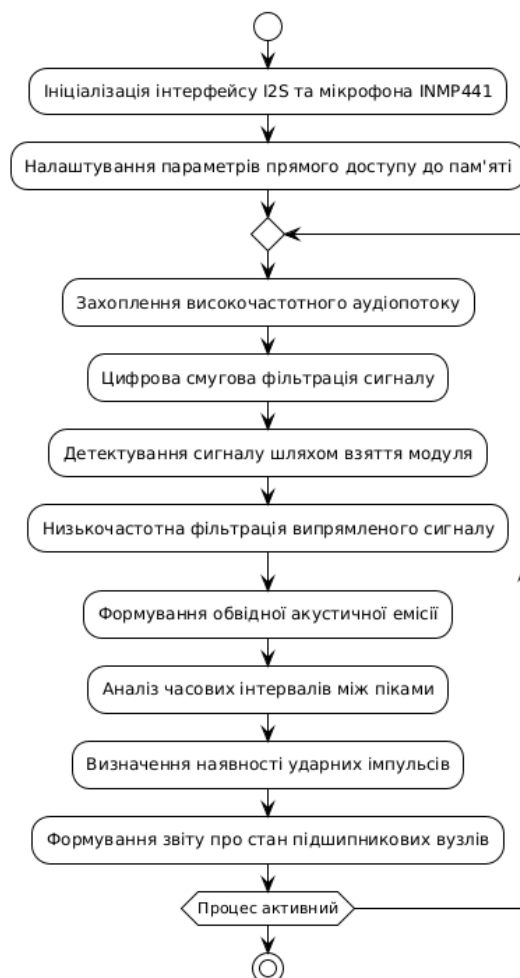 Ініціалізація інтерфейсу I2S та мікрофона INMP441
Налаштування параметрів прямого доступу до пам'яті
Захоплення високочастотного аудіопотоку
Цифрова смугова фільтрація сигналу
Детектування сигналу шляхом взяття модуля
Низькочастотна фільтрація випрямленого сигналу
Формування обвідної акустичної емісії
Аналіз часових інтервалів між піками
Визначення наявності ударних імпульсів
Формування звіту про стан підшипникових вузлів
Процес активний